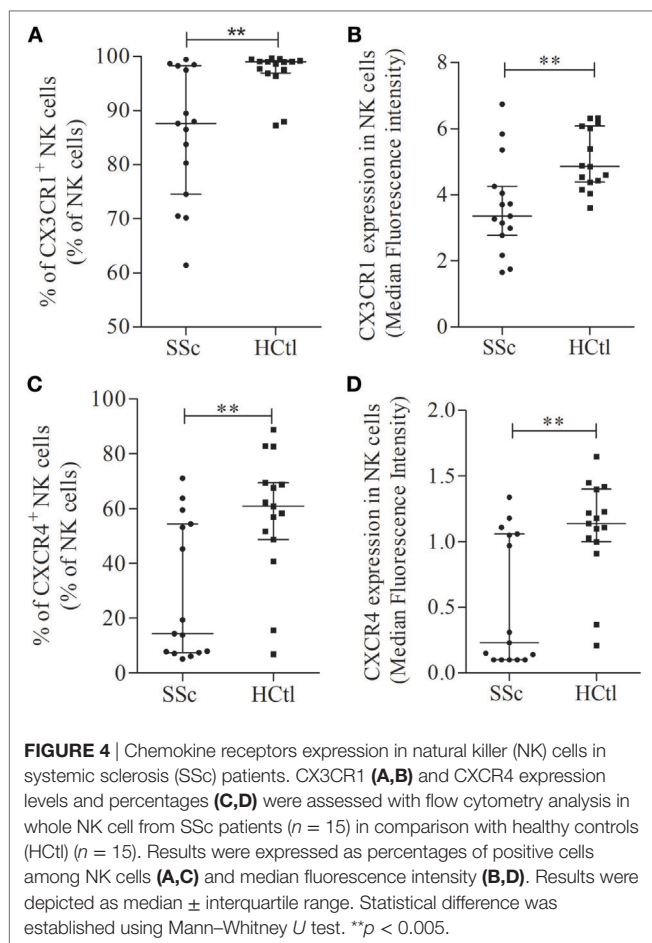 A
**
% of CX3CR1+ NK cells
(% of NK cells)
100
90
80
70
60
50
SSc
HCtl
B
**
CX3CR1 expression in NK cells
(Median Fluorescence intensity)
8
6
4
2
0
SSc
HCtl
C
**
% of CXCR4+ NK cells
(% of NK cells)
100
80
60
40
20
0
SSc
HCtl
D
**
CXCR4 expression in NK cells
(Median Fluorescence Intensity)
2.0
1.5
1.0
0.5
0.0
SSc
HCtl
FIGURE 4 | Chemokine receptors expression in natural killer (NK) cells in
systemic sclerosis (SSc) patients. CX3CR1 (A,B) and CXCR4 expression
levels and percentages (C,D) were assessed with flow cytometry analysis in
whole NK cell from SSc patients (n = 15) in comparison with healthy controls
(HCtl) (n = 15). Results were expressed as percentages of positive cells
among NK cells (A,C) and median fluorescence intensity (B,D). Results were
depicted as median ± interquartile range. Statistical difference was
established using Mann–Whitney U test. **p < 0.005.